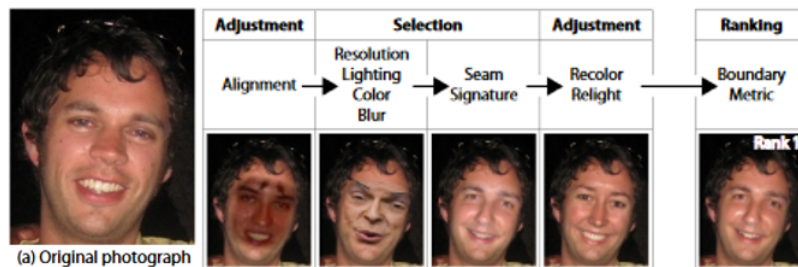 Adjustment
Selection
Adjustment
Ranking
Alignment
Resolution
Lighting
Color
Blur
Seam
Signature
Recolor
Relight
Boundary
Metric
Rank 1
(a) Original photograph